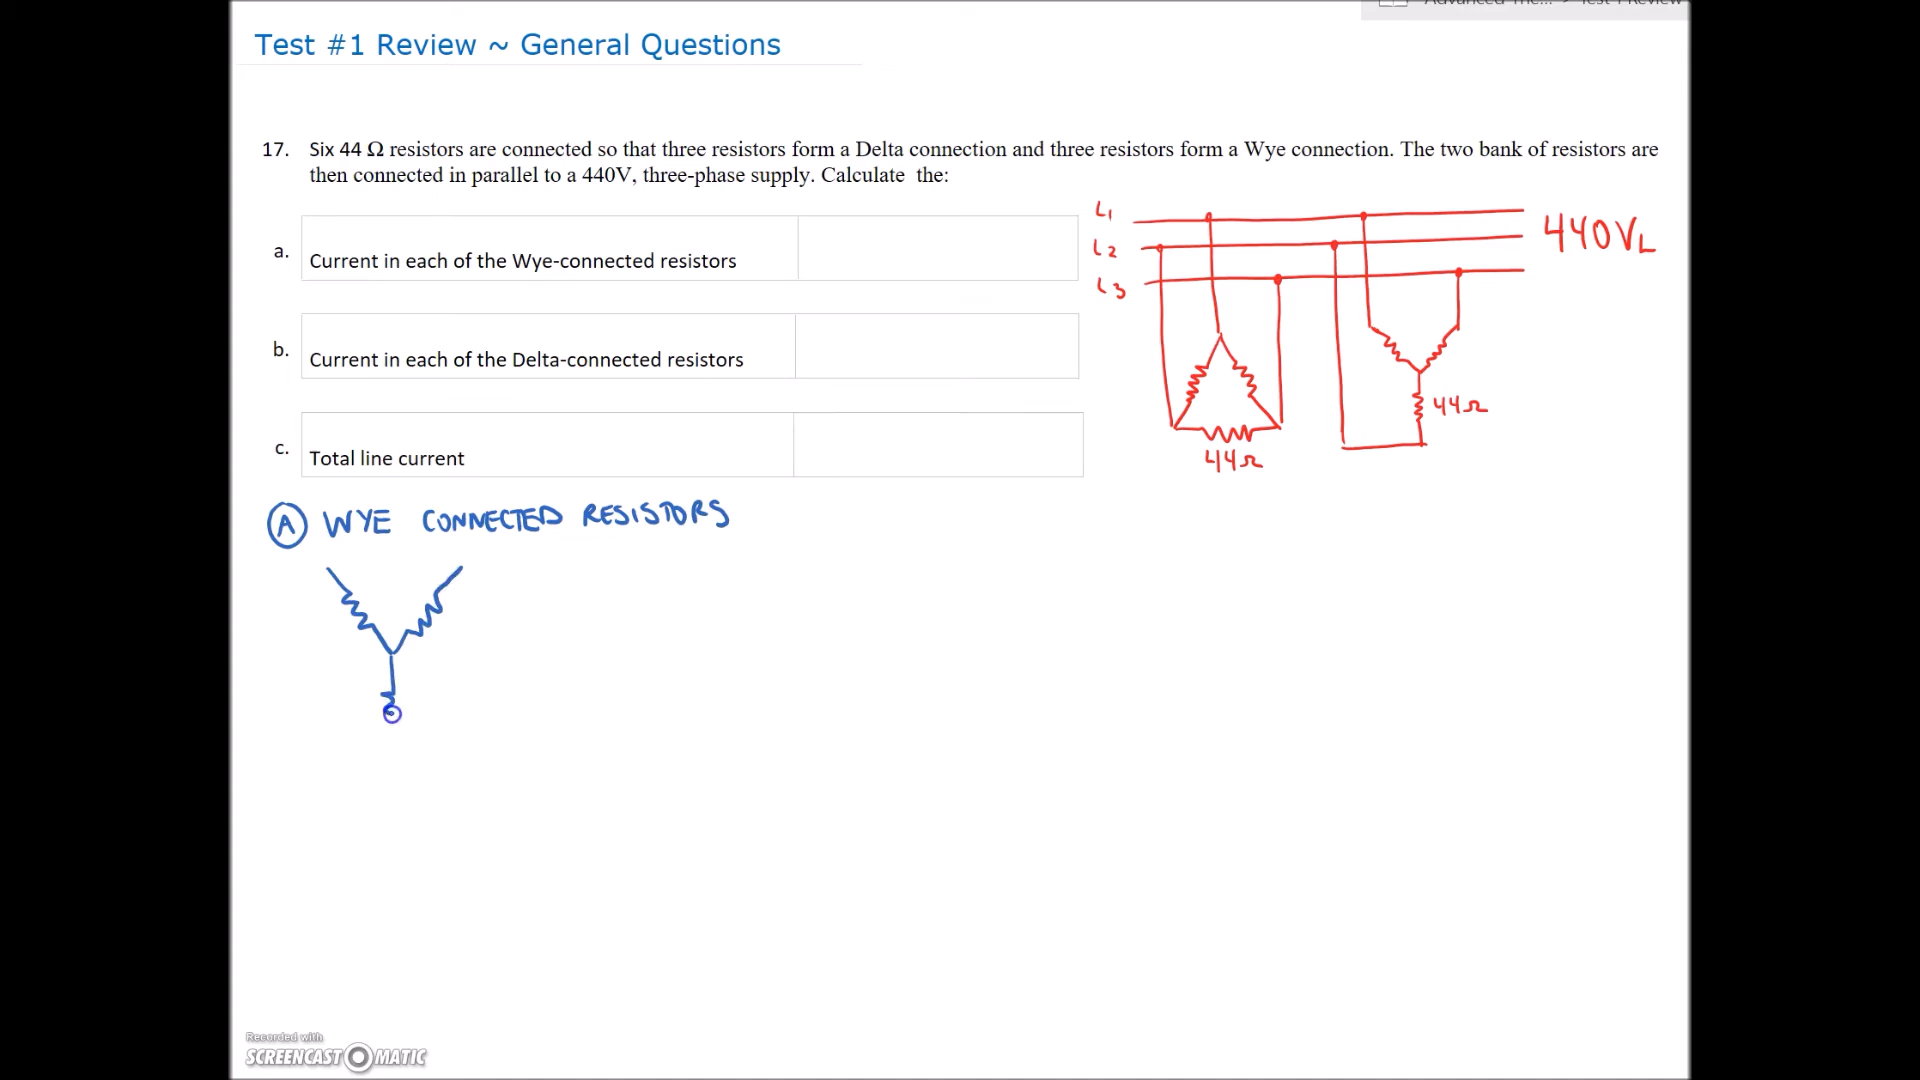 Test #1 Review ~ General Questions
17. Six 44 Ω resistors are connected so that three resistors form a Delta connection and three resistors form a Wye connection. The two bank of resistors are
then connected in parallel to a 440V, three-phase supply. Calculate the:
a. Current in each of the Wye-connected resistors
b. Current in each of the Delta-connected resistors
c. Total line current
L1
L2
L3
440VL
44Ω
44Ω
A WYE CONNECTED RESISTORS
Recorded with
SCREENCAST MATIC